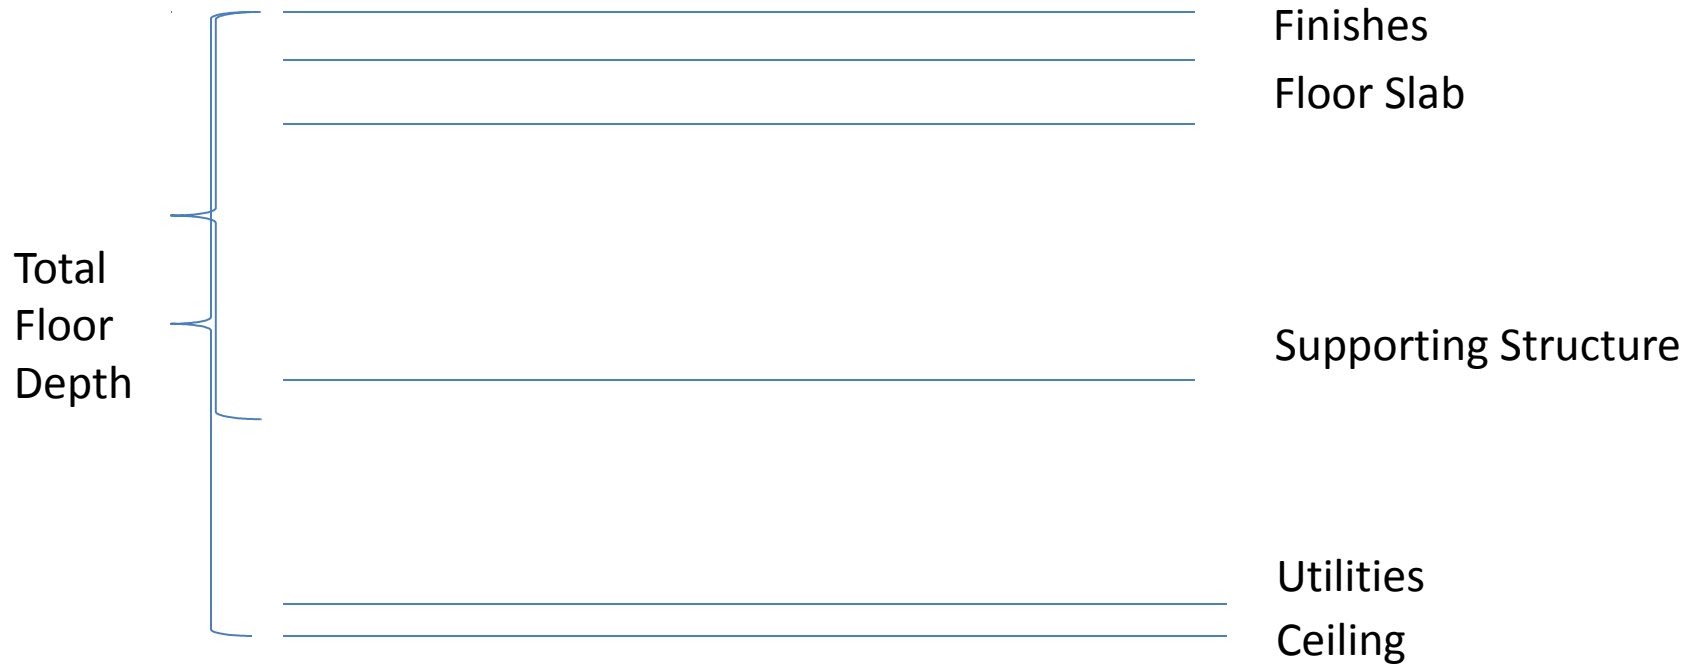 Finishes
Floor Slab
Total
Floor
Depth
Supporting Structure
Utilities
Ceiling